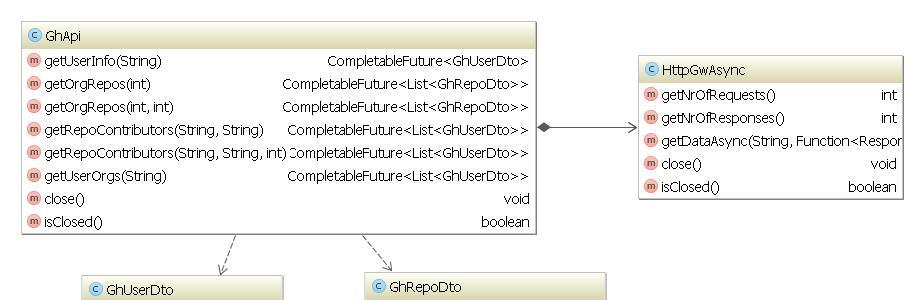 C GhApi
m getUserInfo(String) CompletableFuture<GhUserDto>
m getOrgRepos(int) CompletableFuture<List<GhRepoDto>>
m getOrgRepos(int, int) CompletableFuture<List<GhRepoDto>>
m getRepoContributors(String, String) CompletableFuture<List<GhUserDto>>
m getRepoContributors(String, String, int) CompletableFuture<List<GhUserDto>>
m getUserOrgs(String) CompletableFuture<List<GhUserDto>>
m close() void
m isClosed() boolean
C HttpGwAsync
m getNrOfRequests() int
m getNrOfResponses() int
m getDataAsync(String, Function<Respor
m close() void
m isClosed() boolean
C GhUserDto
C GhRepoDto